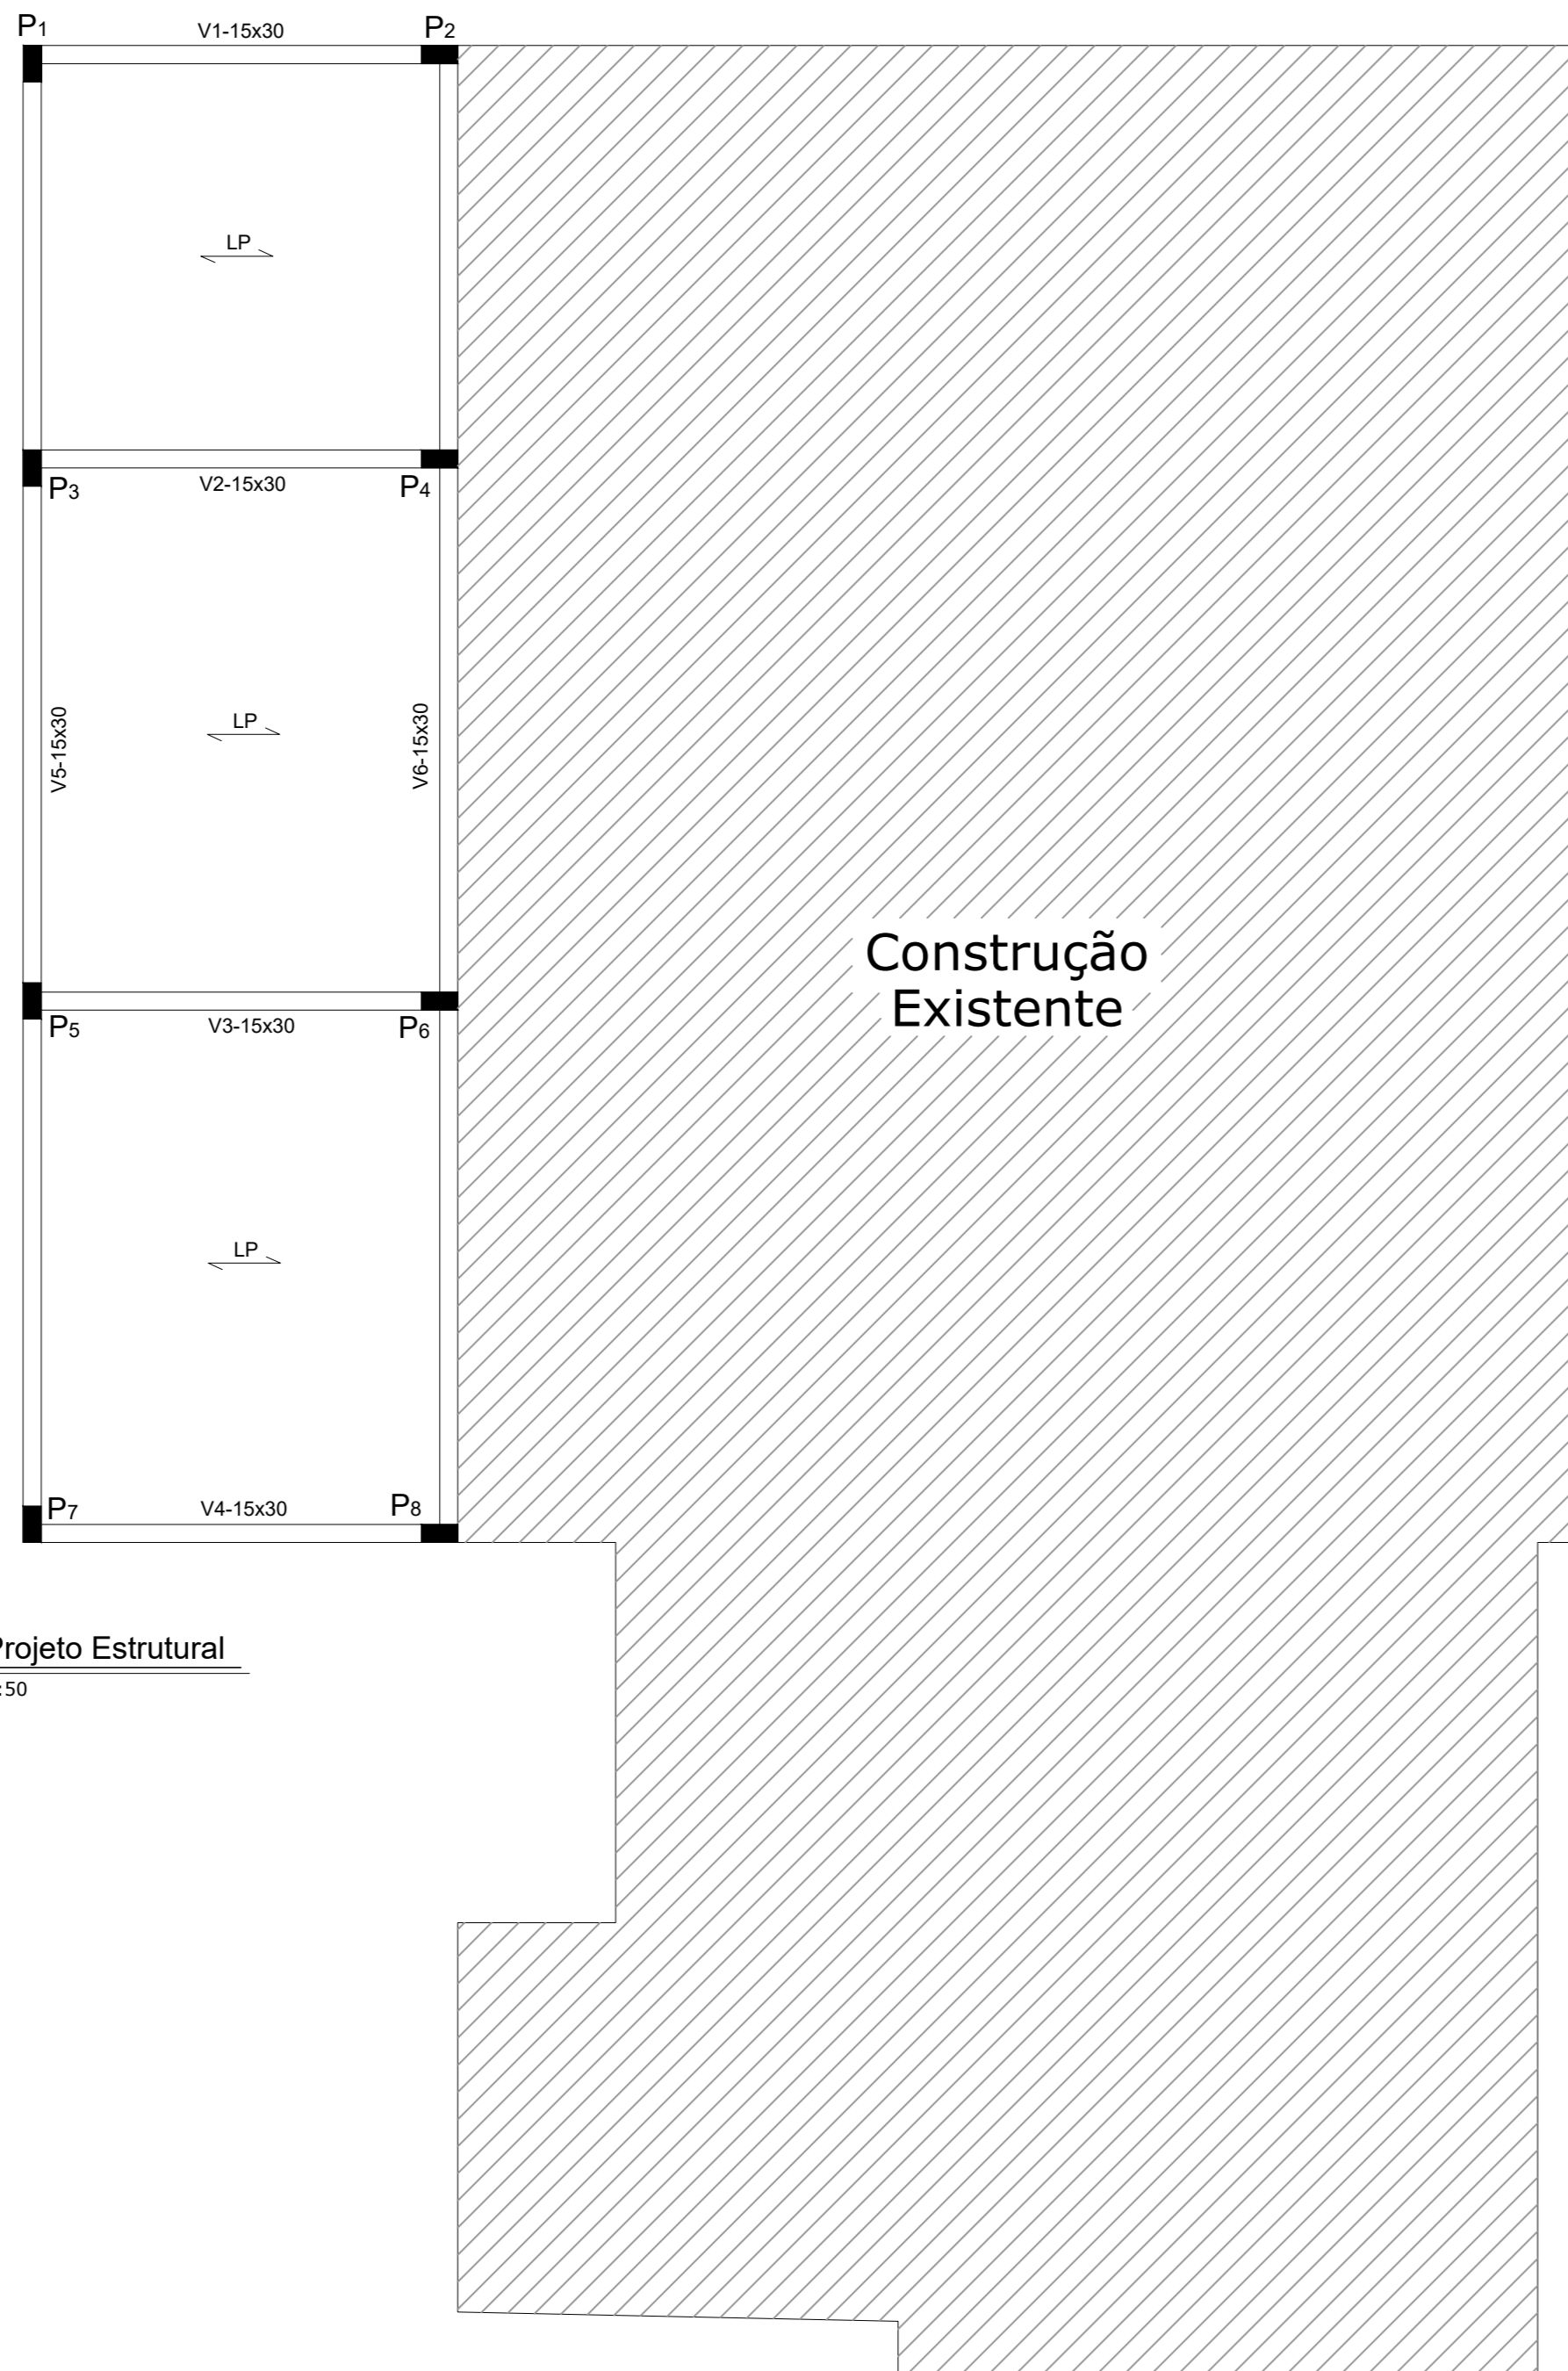 P1
V1-15x30
P2
LP
P3
V2-15x30
P4
V5-15x30
LP
V6-15x30
Construção
Existente
P5
V3-15x30
P6
LP
P7
V4-15x30
P8
Projeto Estrutural
:50